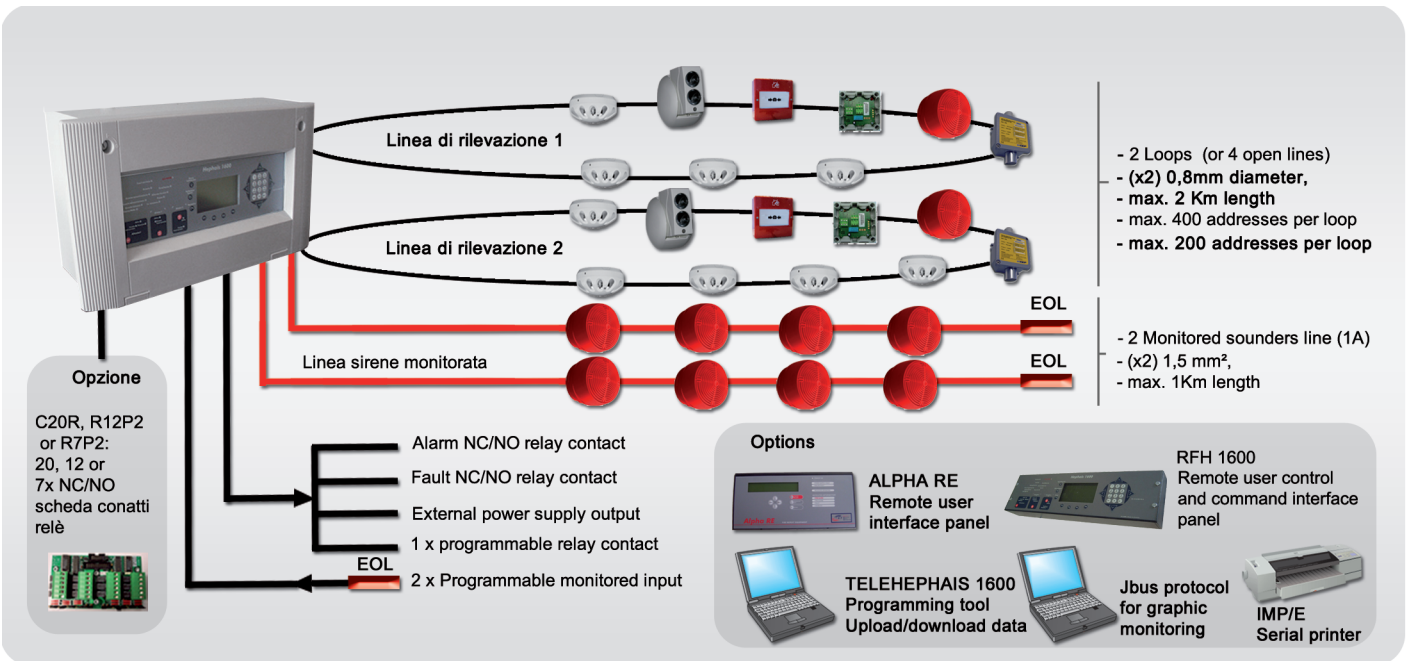 Linea di rilevazione 1
Linea di rilevazione 2
- 2 Loops (or 4 open lines)
- (x2) 0,8mm diameter,
- max. 2 Km length
- max. 400 addresses per loop
- max. 200 addresses per loop
EOL
Linea sirene monitorata
EOL
- 2 Monitored sounders line (1A)
- (x2) 1,5 mm²,
- max. 1Km length
Opzione
C20R, R12P2
or R7P2:
20, 12 or
7x NC/NO
scheda conatti
relè
Alarm NC/NO relay contact
Fault NC/NO relay contact
External power supply output
1 x programmable relay contact
EOL
2 x Programmable monitored input
Options
Alpha RE
ALPHA RE
Remote user
interface panel
RFH 1600
Remote user control
and command interface
panel
TELEHEPHAIS 1600
Programming tool
Upload/download data
Jbus protocol
for graphic
monitoring
IMP/E
Serial printer